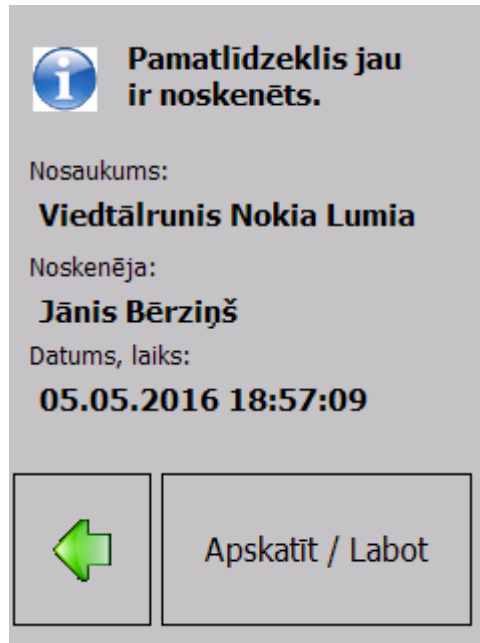 Pamatlīdzeklis jau
ir noskenēts.
Nosaukums:
Viedtālrunis Nokia Lumia
Noskenēja:
Jānis Bērziņš
Datums, laiks:
05.05.2016 18:57:09
Apskatīt / Labot